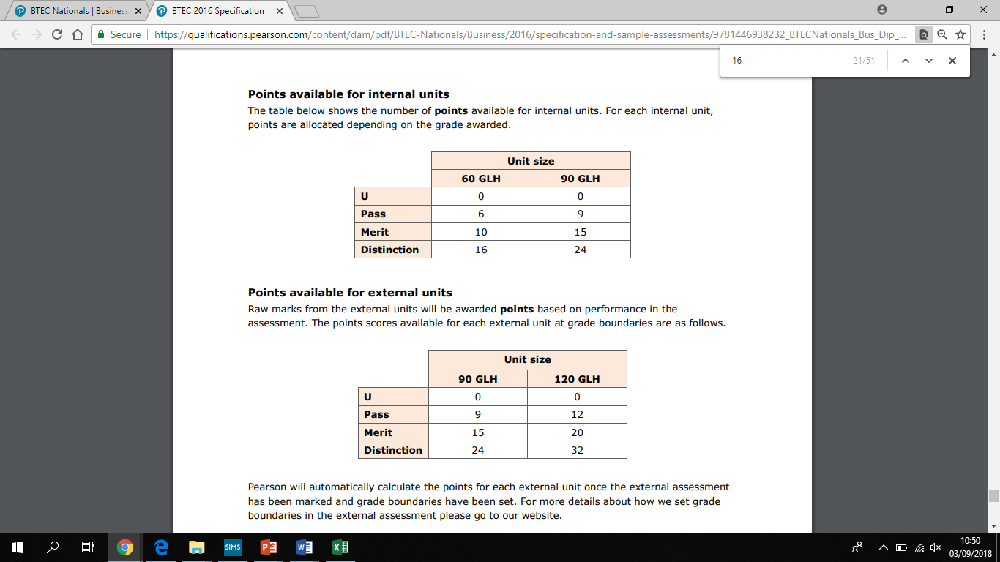 BTEC Nationals | Business
BTEC 2016 Specification
Secure
https://qualifications.pearson.com/content/dam/pdf/BTEC-Nationals/Business/2016/specification-and-sample-assessments/9781446938232_BTECNationals_Bus_Dip_...
16 21/51
Points available for internal units
The table below shows the number of points available for internal units. For each internal unit,
points are allocated depending on the grade awarded.
Unit size
60 GLH 90 GLH
U 0 0
Pass 6 9
Merit 10 15
Distinction 16 24
Points available for external units
Raw marks from the external units will be awarded points based on performance in the
assessment. The points scores available for each external unit at grade boundaries are as follows.
Unit size
90 GLH 120 GLH
U 0 0
Pass 9 12
Merit 15 20
Distinction 24 32
Pearson will automatically calculate the points for each external unit once the external assessment
has been marked and grade boundaries have been set. For more details about how we set grade
boundaries in the external assessment please go to our website.
SIMS
10:50
03/09/2018